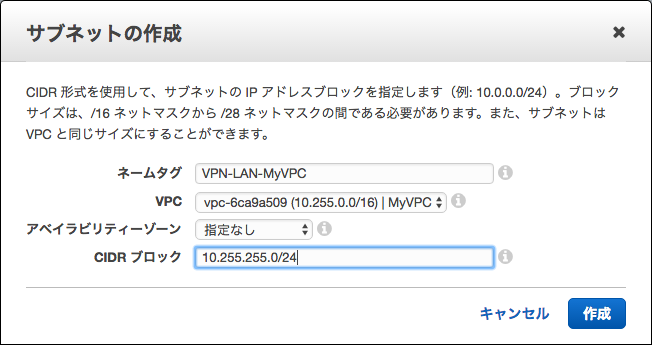 サブネットの作成
CIDR 形式を使用して、サブネットの IP アドレスブロックを指定します（例: 10.0.0.0/24）。ブロック
サイズは、/16 ネットマスクから /28 ネットマスクの間である必要があります。また、サブネットは
VPC と同じサイズにすることができます。
ネームタグ VPN-LAN-MyVPC
VPC vpc-6ca9a509 (10.255.0.0/16) | MyVPC
アベイラビリティーゾーン 指定なし
CIDR ブロック 10.255.255.0/24
キャンセル 作成